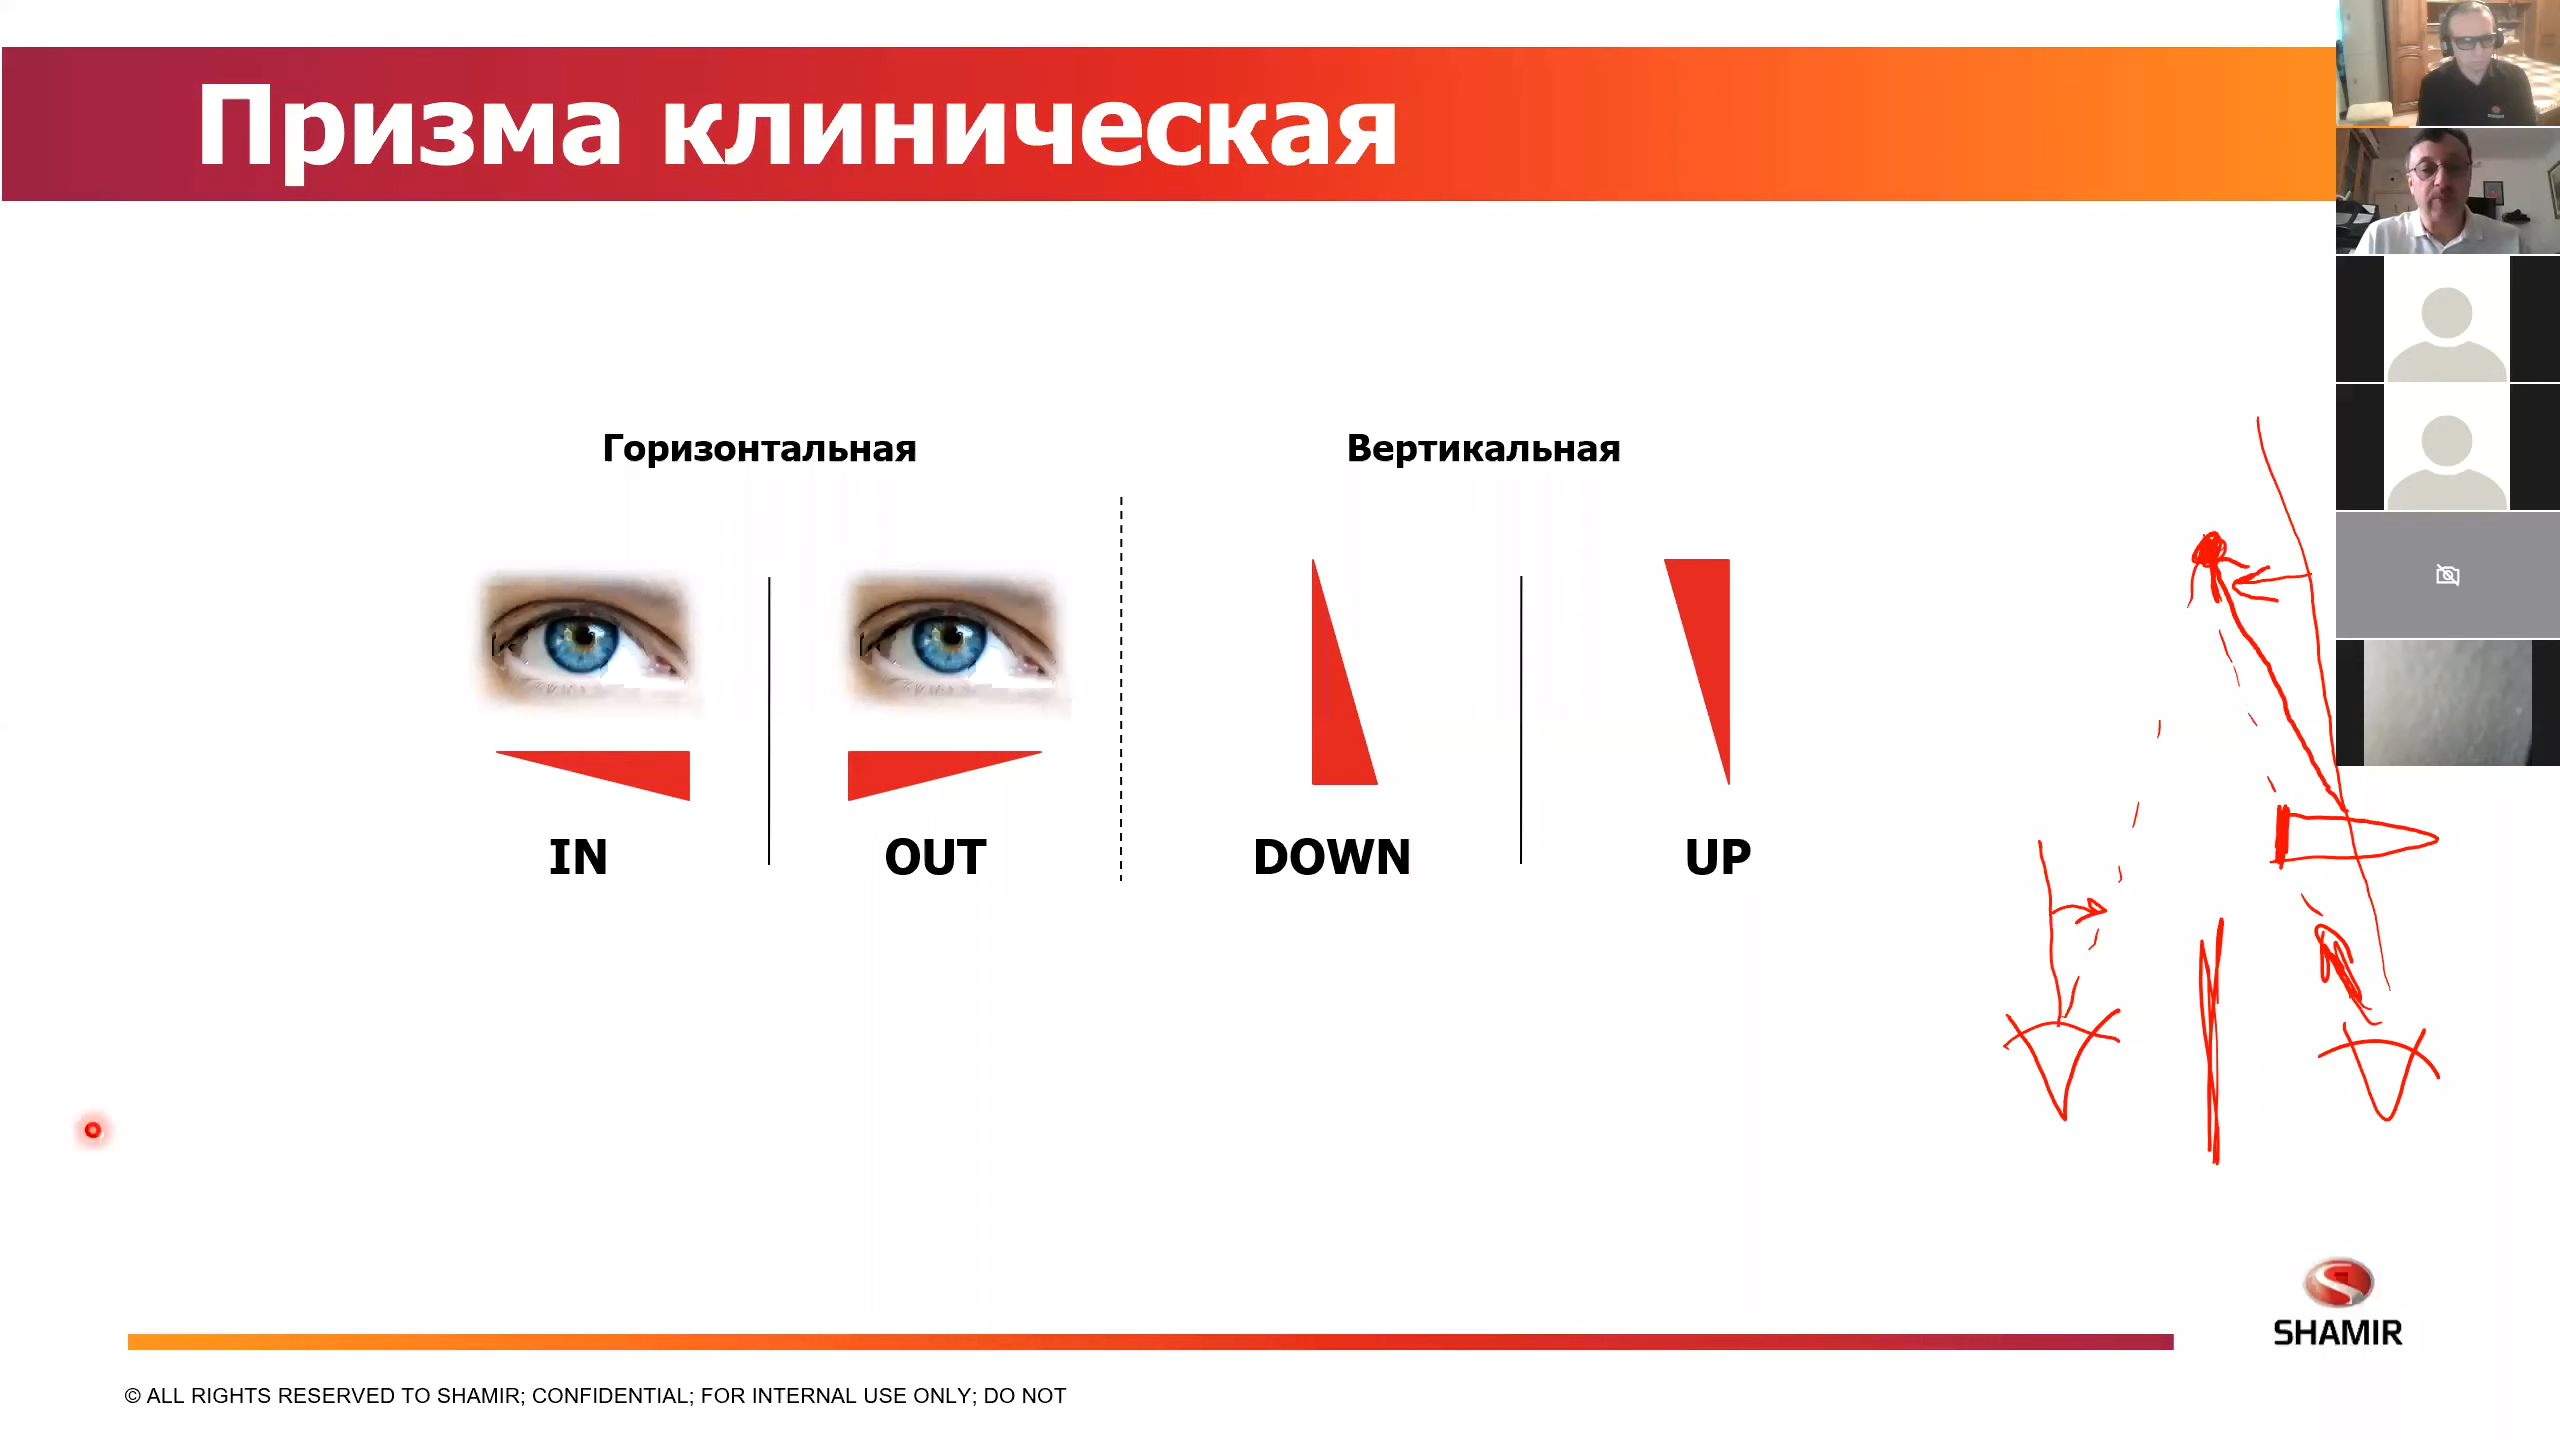 Призма клиническая
Горизонтальная
Вертикальная
IN
OUT
DOWN
UP
SHAMIR
© ALL RIGHTS RESERVED TO SHAMIR; CONFIDENTIAL; FOR INTERNAL USE ONLY; DO NOT